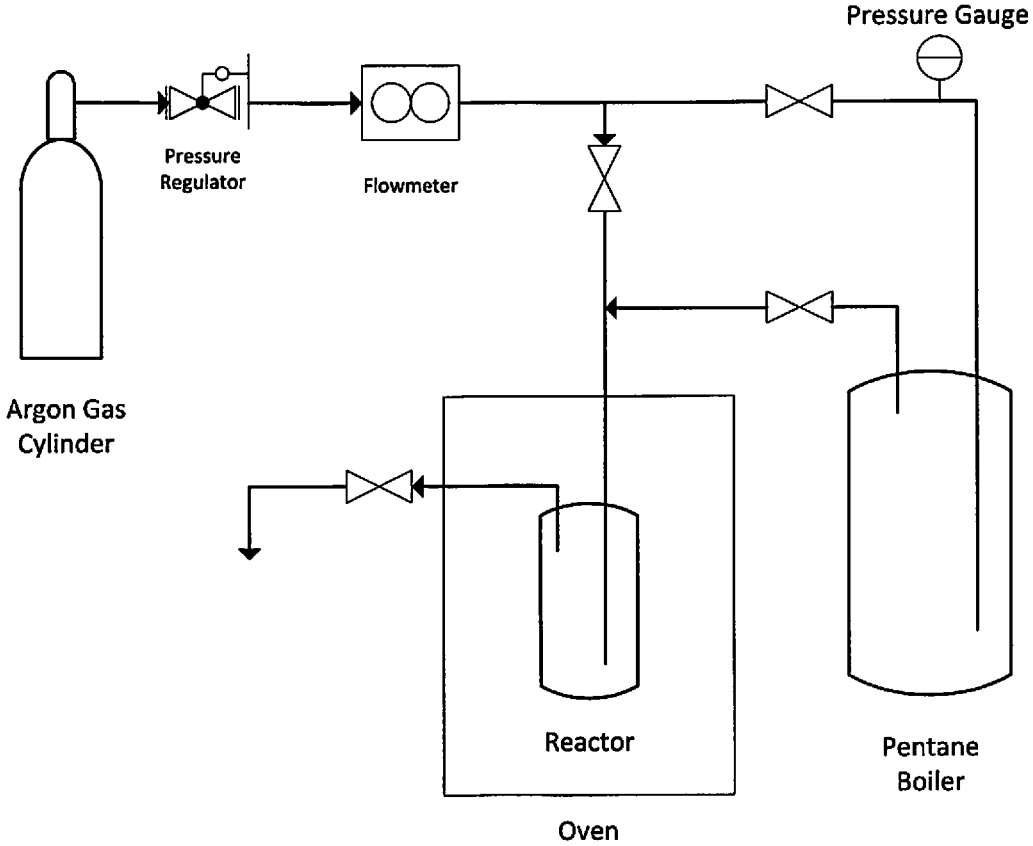 Pressure Gauge
Pressure
Regulator
Flowmeter
Argon Gas
Cylinder
Reactor
Pentane
Boiler
Oven